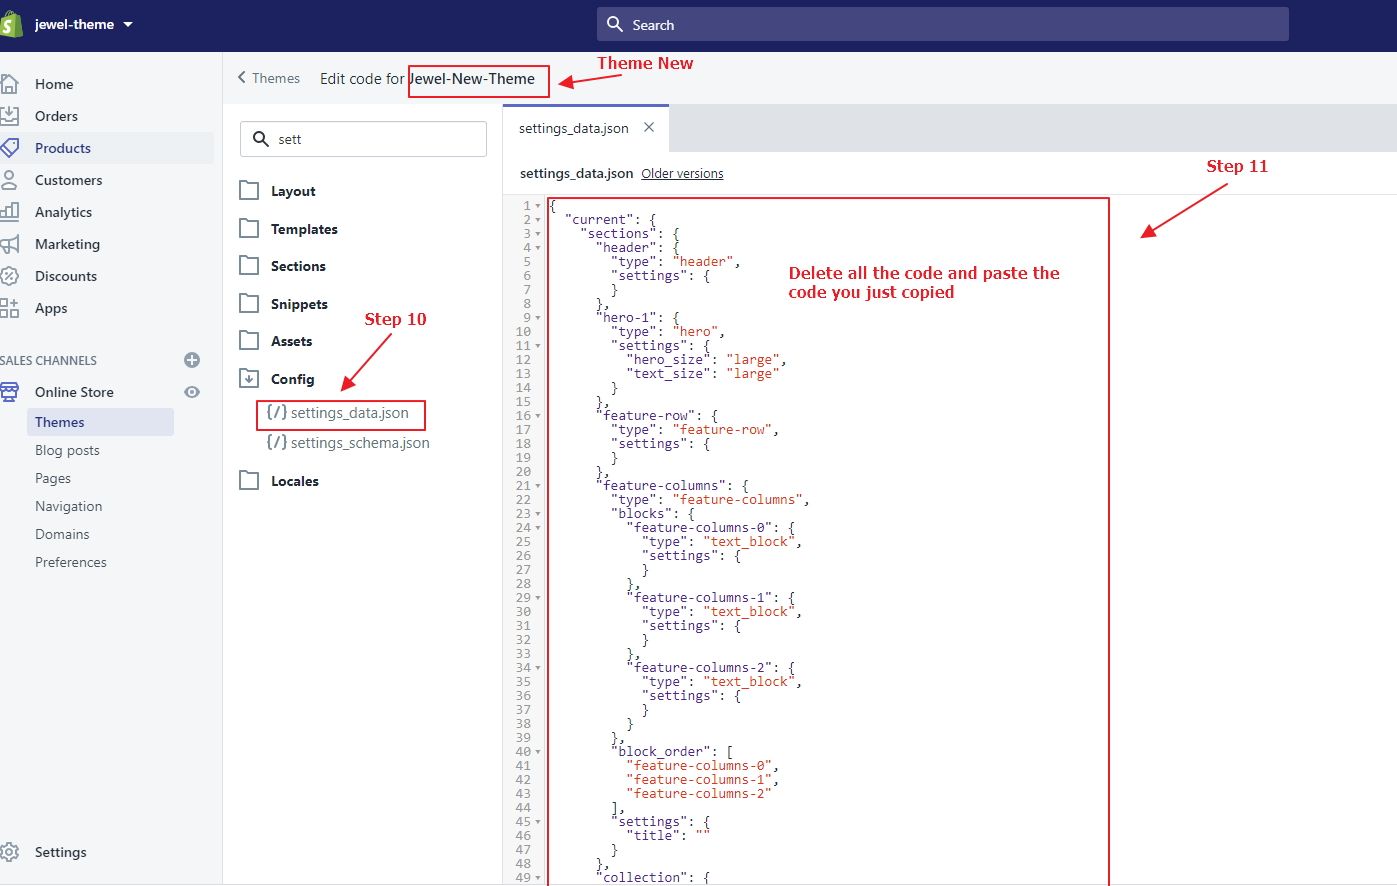 jewel-theme
Search
Home
Orders
Products
Customers
Analytics
Marketing
Discounts
Apps
SALES CHANNELS
Online Store
Themes
Blog posts
Pages
Navigation
Domains
Preferences
Settings
Themes
Edit code for Jewel-New-Theme
Theme New
sett
Layout
Templates
Sections
Snippets
Assets
Config
{/} settings_data.json
{/} settings_schema.json
Locales
Step 10
settings_data.json
settings_data.json Older versions
Step 11
Delete all the code and paste the
code you just copied
1 {
2 "current": {
3 "sections": {
4 "header": {
5 "type": "header",
6 "settings": {
7 }
8 },
9 "hero-1": {
10 "type": "hero",
11 "settings": {
12 "hero_size": "large",
13 "text_size": "large"
14 }
15 },
16 "feature-row": {
17 "type": "feature-row",
18 "settings": {
19 }
20 },
21 "feature-columns": {
22 "type": "feature-columns",
23 "blocks": {
24 "feature-columns-0": {
25 "type": "text_block",
26 "settings": {
27 }
28 },
29 "feature-columns-1": {
30 "type": "text_block",
31 "settings": {
32 }
33 },
34 "feature-columns-2": {
35 "type": "text_block",
36 "settings": {
37 }
38 }
39 },
40 "block_order": [
41 "feature-columns-0",
42 "feature-columns-1",
43 "feature-columns-2"
44 ],
45 "settings": {
46 "title": ""
47 }
48 },
49 "collection": {